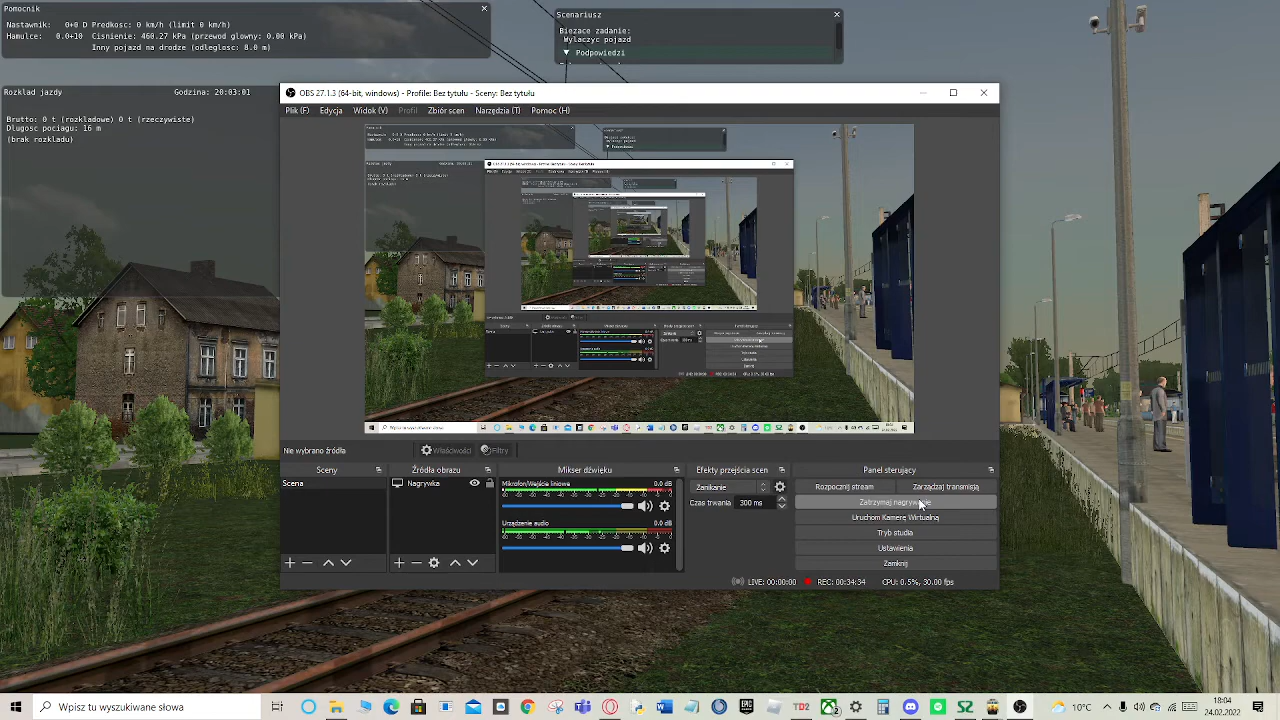 Pomocnik
Nastawnik: 0+0 D Predkosc: 0 km/h (limit 0 km/h)
Hamulce: 0.0+10 Cisnienie: 460.27 kPa (przewod glowny: 0.00 kPa)
Inny pojazd na drodze (odleglosc: 8.0 m)
Scenariusz
Biezace zadanie:
Wylaczyc pojazd
Podpowiedzi
Rozklad jazdy Godzina: 20:03:01
Brutto: 0 t (rozkladowe) 0 t (rzeczywiste)
Dlugosc pociagu: 16 m
(brak rozkladu)
OBS 27.1.3 (64-bit, windows) - Profile: Bez tytułu - Sceny: Bez tytułu
Plik (F) Edycja Widok (V) Profil Zbiór scen Narzędzia (T) Pomoc (H)
Nie wybrano źródła Właściwości Filtry
Sceny Źródła obrazu Mikser dźwięku Efekty przejścia scen Panel sterujący
Scena
Nagrywka
Mikrofon/Wejście liniowe 0.0 dB
Urządzenie audio 0.0 dB
Zanikanie
Czas trwania 300 ms
Rozpocznij stream Zarządzaj transmisją
Zatrzymaj nagrywanie
Uruchom Kamerę Wirtualną
Tryb studia
Ustawienia
Zamknij
LIVE: 00:00:00 REC: 00:34:34 CPU: 0.5%, 30.00 fps
Wpisz tu wyszukiwane słowa
TD2
10°C
18:04
24.02.2022